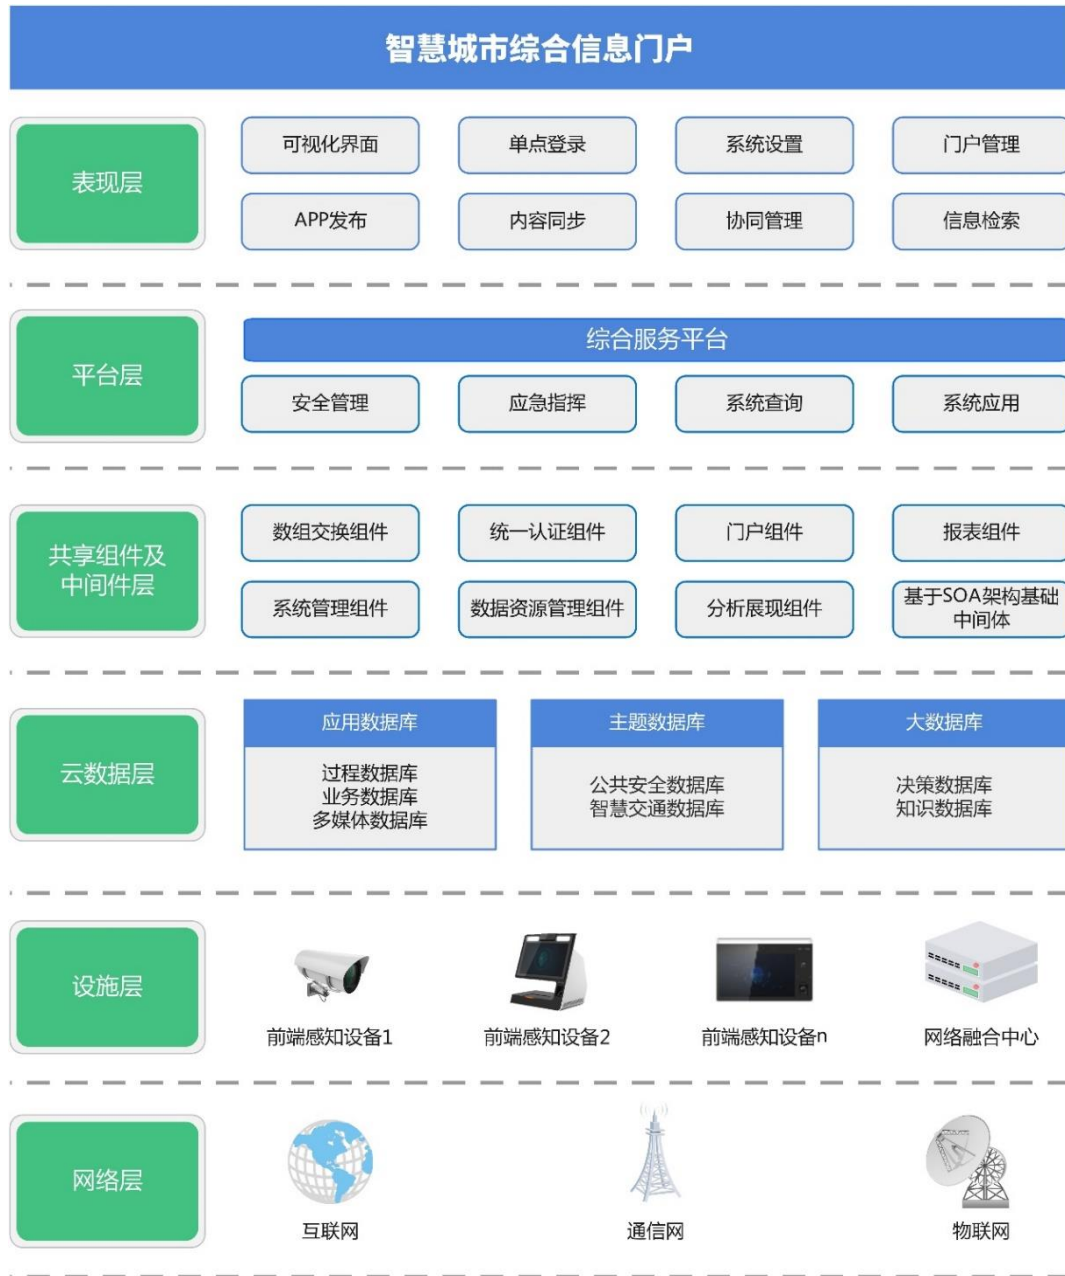 智慧城市综合信息门户
表现层
可视化界面
单点登录
系统设置
门户管理
APP发布
内容同步
协同管理
信息检索
平台层
综合服务平台
安全管理
应急指挥
系统查询
系统应用
共享组件及
中间件层
数组交换组件
统一认证组件
门户组件
报表组件
系统管理组件
数据资源管理组件
分析展现组件
基于SOA架构基础
中间体
云数据层
应用数据库
过程数据库
业务数据库
多媒体数据库
主题数据库
公共安全数据库
智慧交通数据库
大数据库
决策数据库
知识数据库
设施层
前端感知设备1
前端感知设备2
前端感知设备n
网络融合中心
网络层
互联网
通信网
物联网